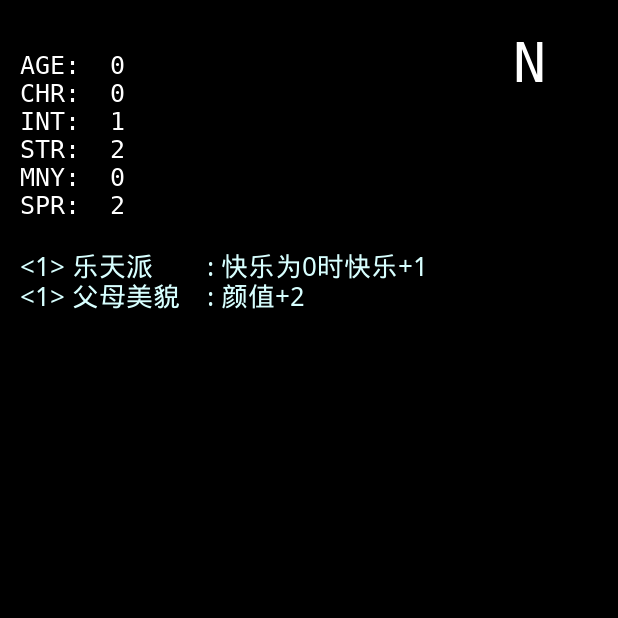 N
AGE: 0
CHR: 0
INT: 1
STR: 2
MNY: 0
SPR: 2
<1> 乐天派 : 快乐为0时快乐+1
<1> 父母美貌 : 颜值+2